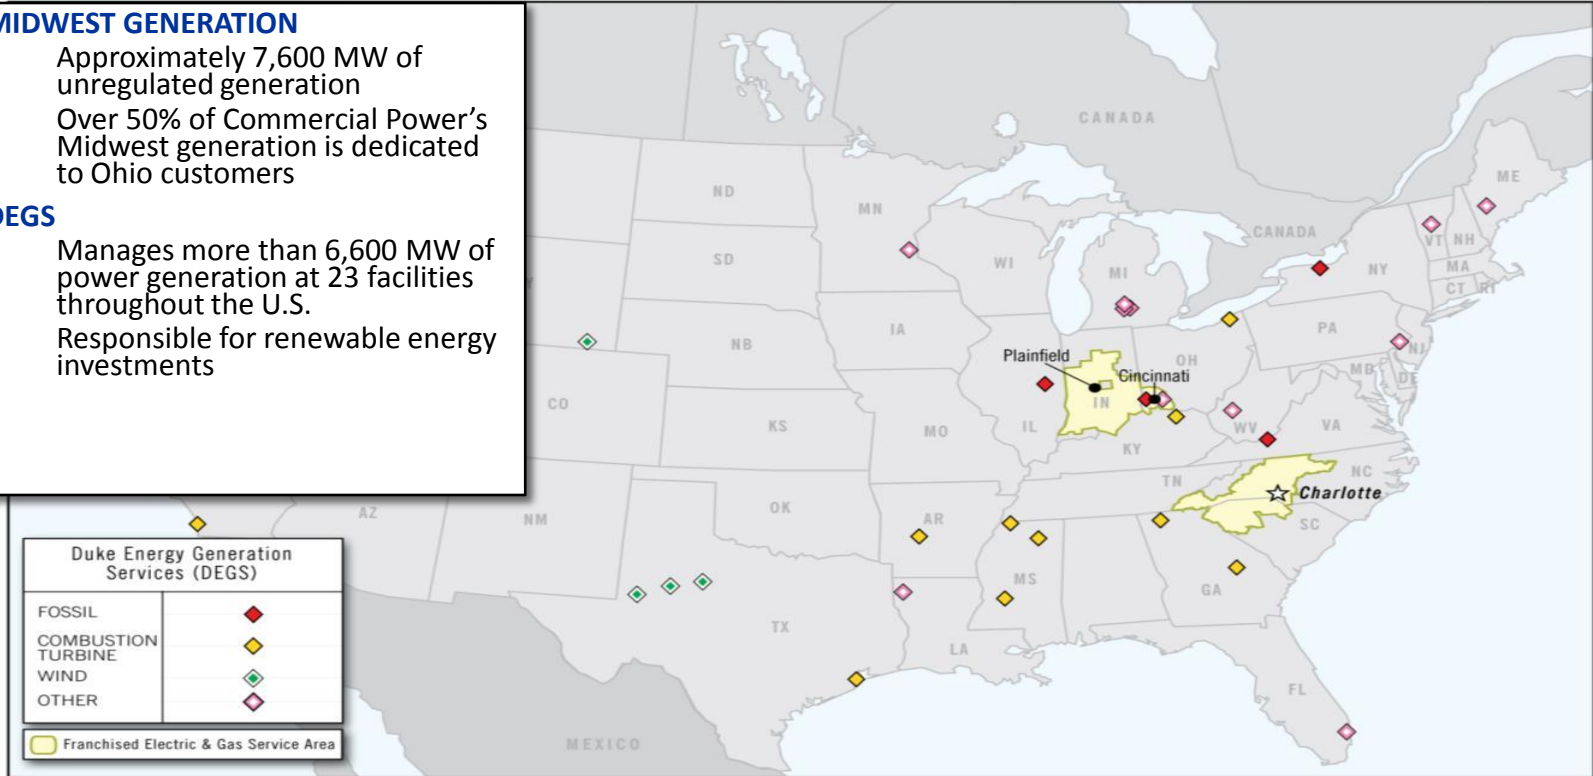 MIDWEST GENERATION
Approximately 7,600 MW of
unregulated generation
Over 50% of Commercial Power's
Midwest generation is dedicated
to Ohio customers
DEGS
Manages more than 6,600 MW of
power generation at 23 facilities
throughout the U.S.
Responsible for renewable energy
investments
CANADA
ND
MN
ME
SD
WI
MI
CANADA
VT
NH
NY
MA
CT
RI
IA
NB
PA
NJ
Plainfield
OH
MD
DE
Cincinnati
CO
IN
KS
MO
IL
WV
VA
KY
NC
TN
Charlotte
AZ
NM
OK
AR
SC
MS
GA
TX
LA
FL
MEXICO
Duke Energy Generation
Services (DEGS)
FOSSIL
COMBUSTION
TURBINE
WIND
OTHER
Franchised Electric & Gas Service Area